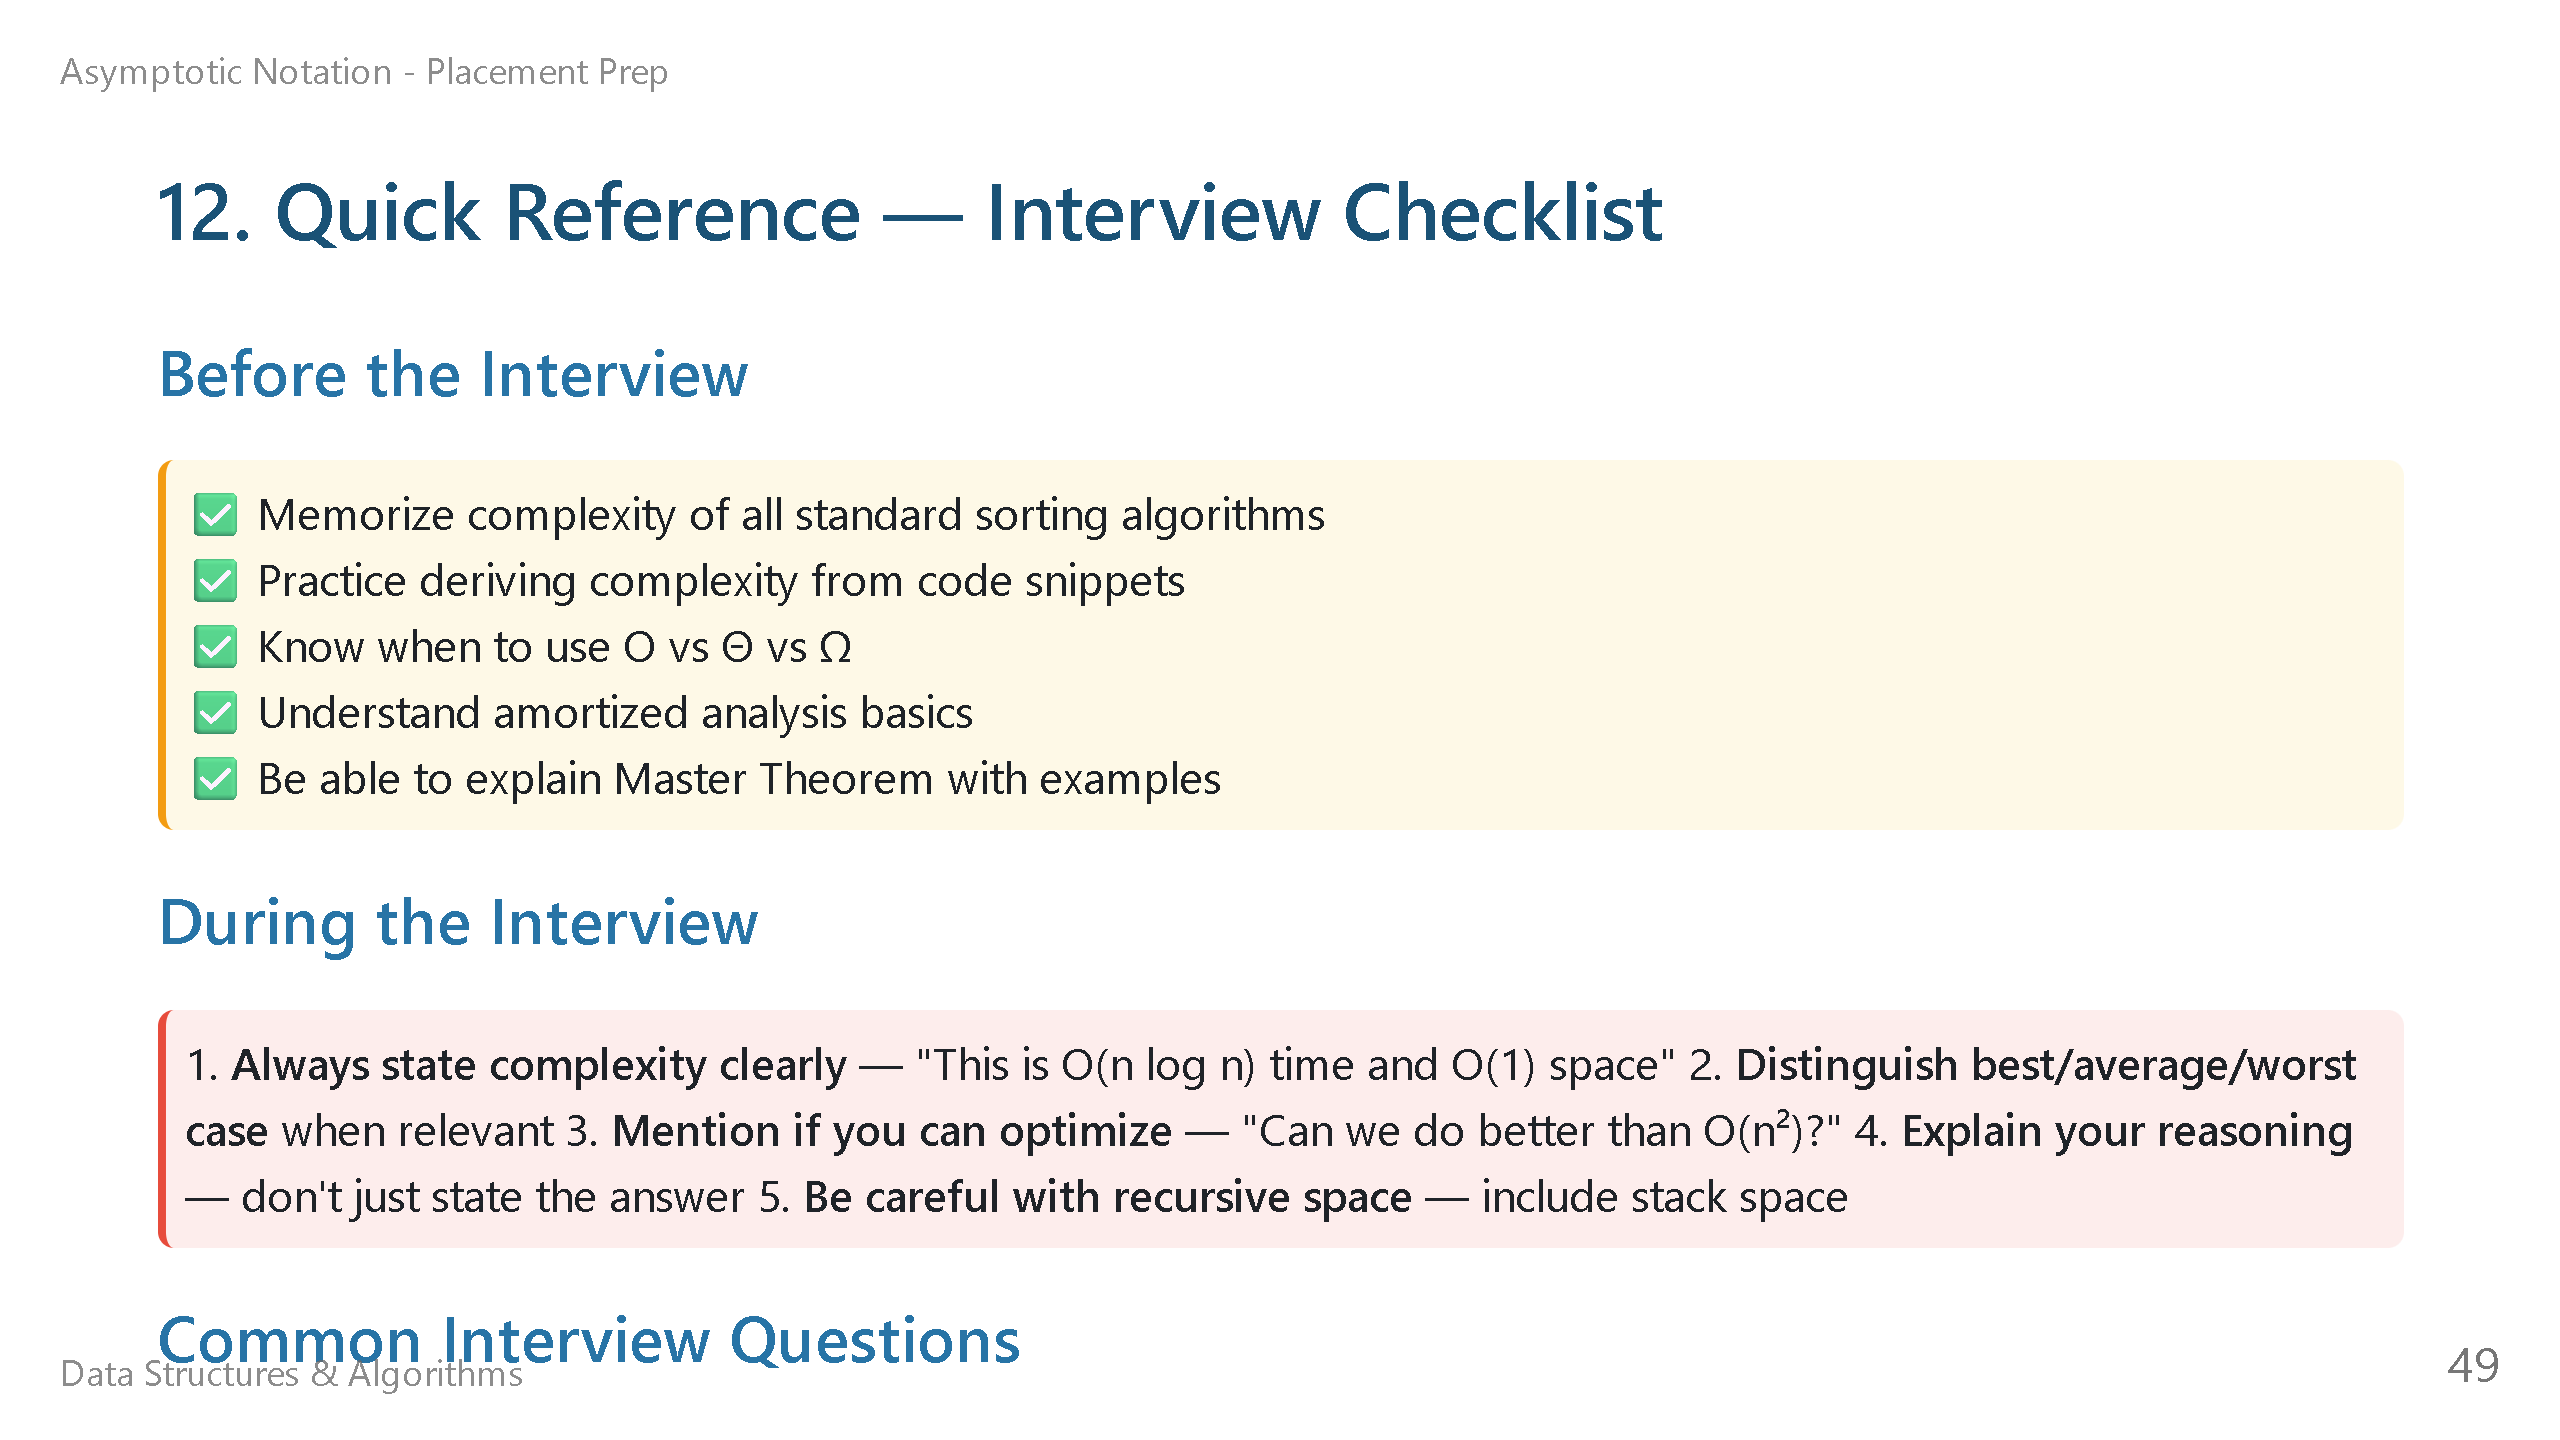 Asymptotic Notation - Placement Prep
12. Quick Reference — Interview Checklist
Before the Interview
✅ Memorize complexity of all standard sorting algorithms
✅ Practice deriving complexity from code snippets
✅ Know when to use O vs Θ vs Ω
✅ Understand amortized analysis basics
✅ Be able to explain Master Theorem with examples
During the Interview
1. Always state complexity clearly — "This is O(n log n) time and O(1) space" 2. Distinguish best/average/worst
case when relevant 3. Mention if you can optimize — "Can we do better than O(n²)?" 4. Explain your reasoning
— don't just state the answer 5. Be careful with recursive space — include stack space
Common Interview Questions
Data Structures & Algorithms
49